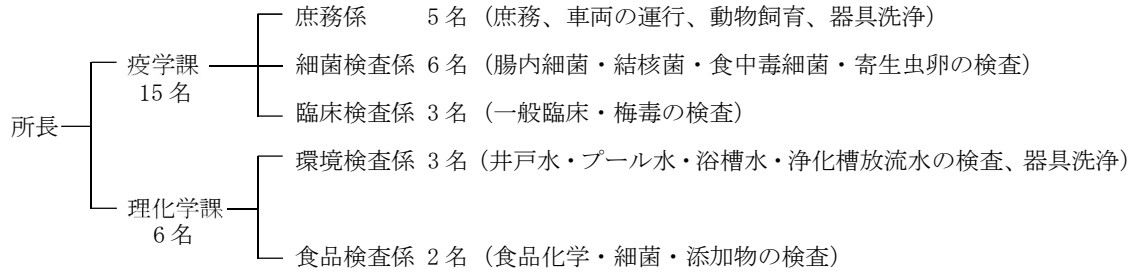 庶務係 5名 (庶務、車両の運行、動物飼育、器具洗浄)
疫学課 細菌検査係 6名 (腸内細菌・結核菌・食中毒細菌・寄生虫卵の検査)
15名
臨床検査係 3名 (一般臨床・梅毒の検査)
所長
環境検査係 3名 (井戸水・プール水・浴槽水・浄化槽放流水の検査、器具洗浄)
理化学課
6名
食品検査係 2名 (食品化学・細菌・添加物の検査)